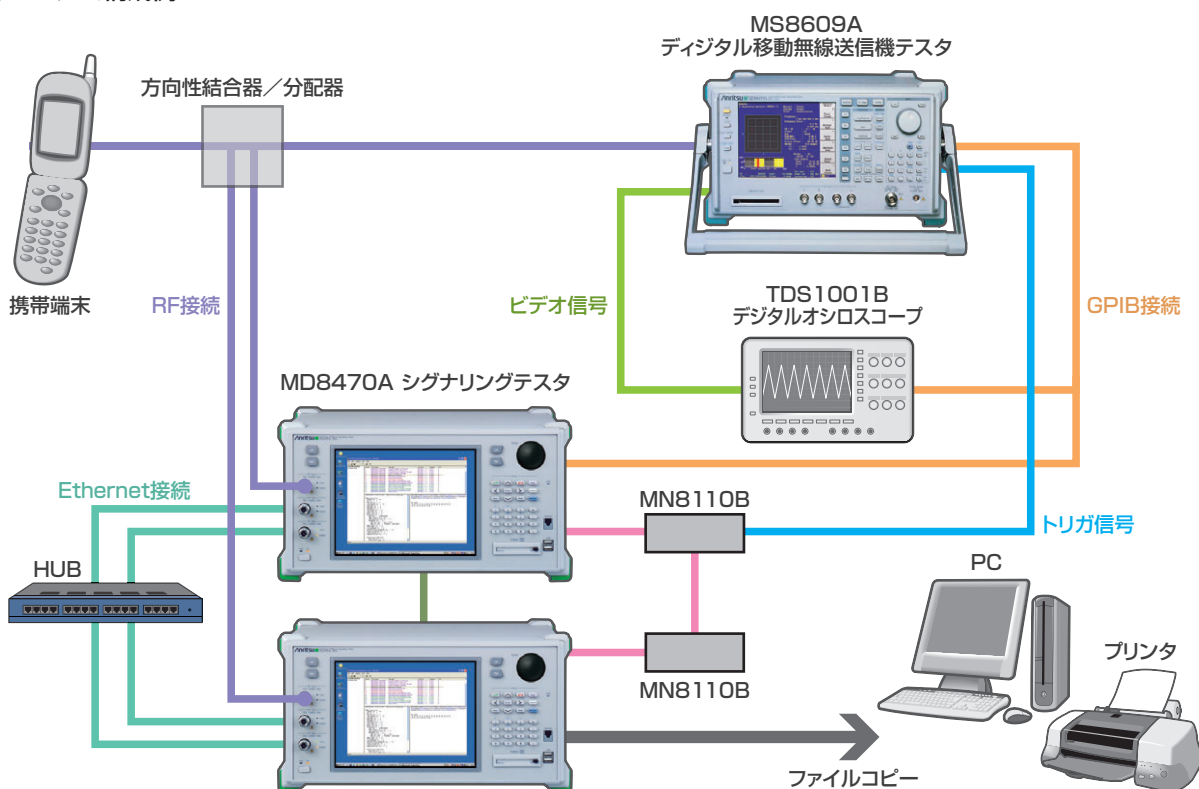 MS8609A
ディジタル移動無線送信機テスタ
方向性結合器／分配器
Anritsu
携帯端末
RF接続
ビデオ信号
TDS1001B
デジタルオシロスコープ
GPIB接続
MD8470A シグナリングテスタ
Anritsu
Ethernet接続
MN8110B
トリガ信号
HUB
PC
Anritsu
MN8110B
プリンタ
ファイルコピー